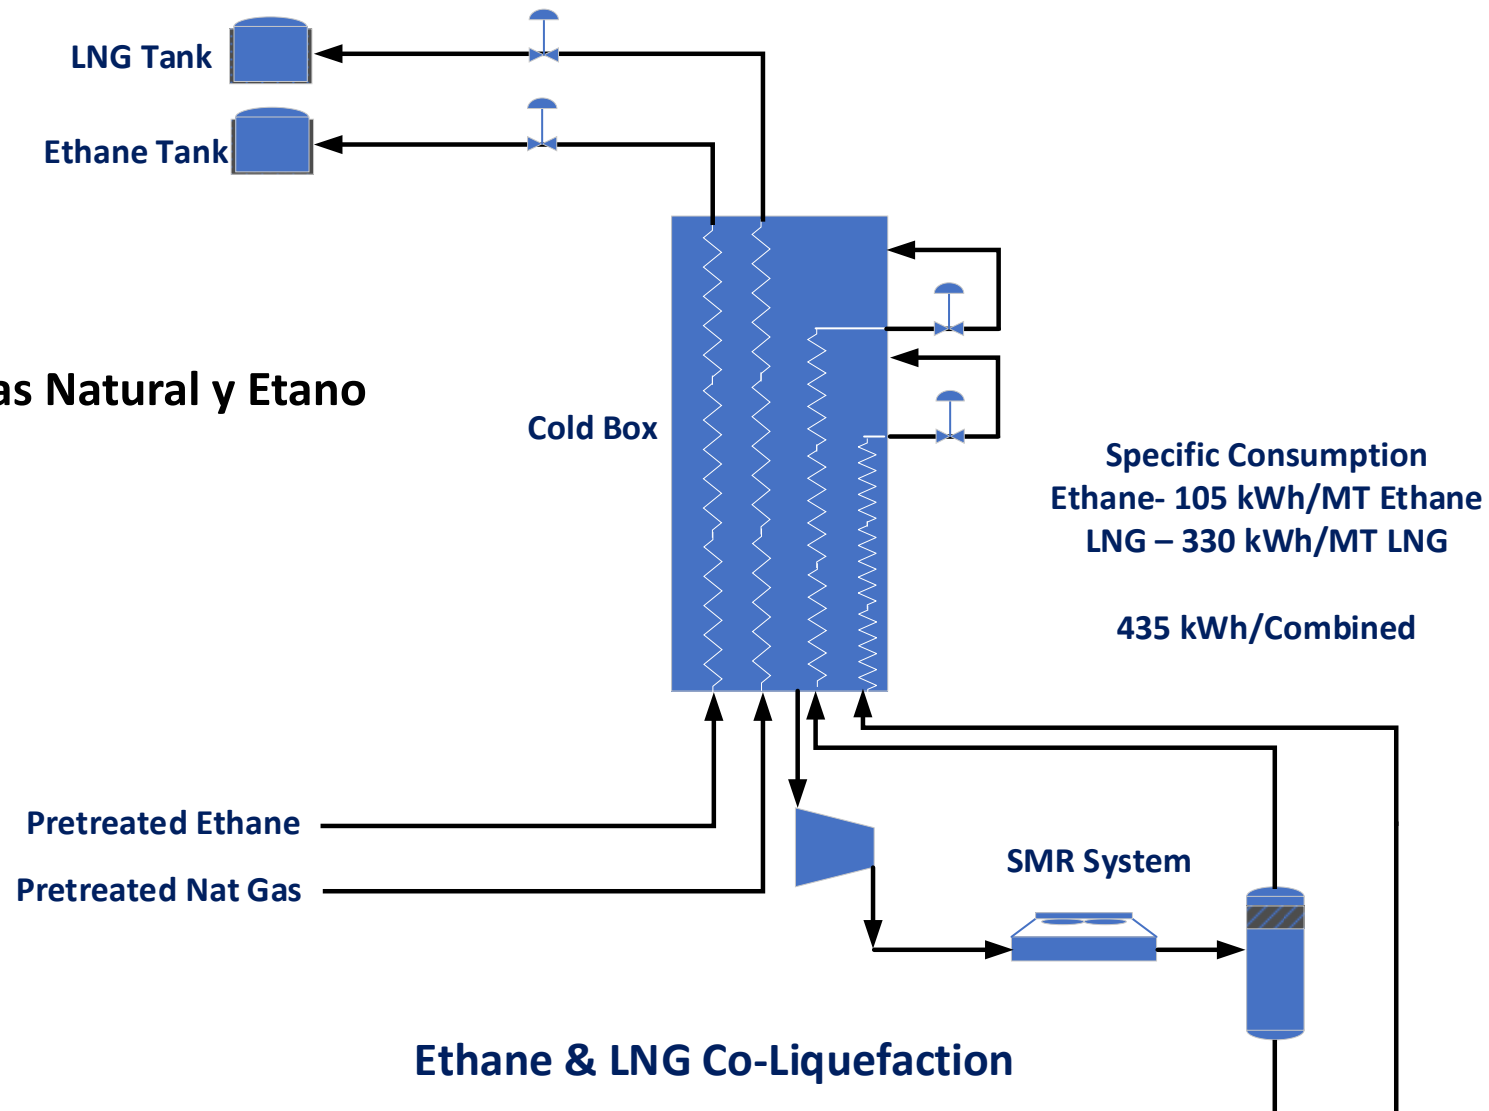 LNG Tank
Ethane Tank
as Natural y Etano
Cold Box
Specific Consumption
Ethane- 105 kWh/MT Ethane
LNG – 330 kWh/MT LNG
435 kWh/Combined
Pretreated Ethane
Pretreated Nat Gas
SMR System
Ethane & LNG Co-Liquefaction